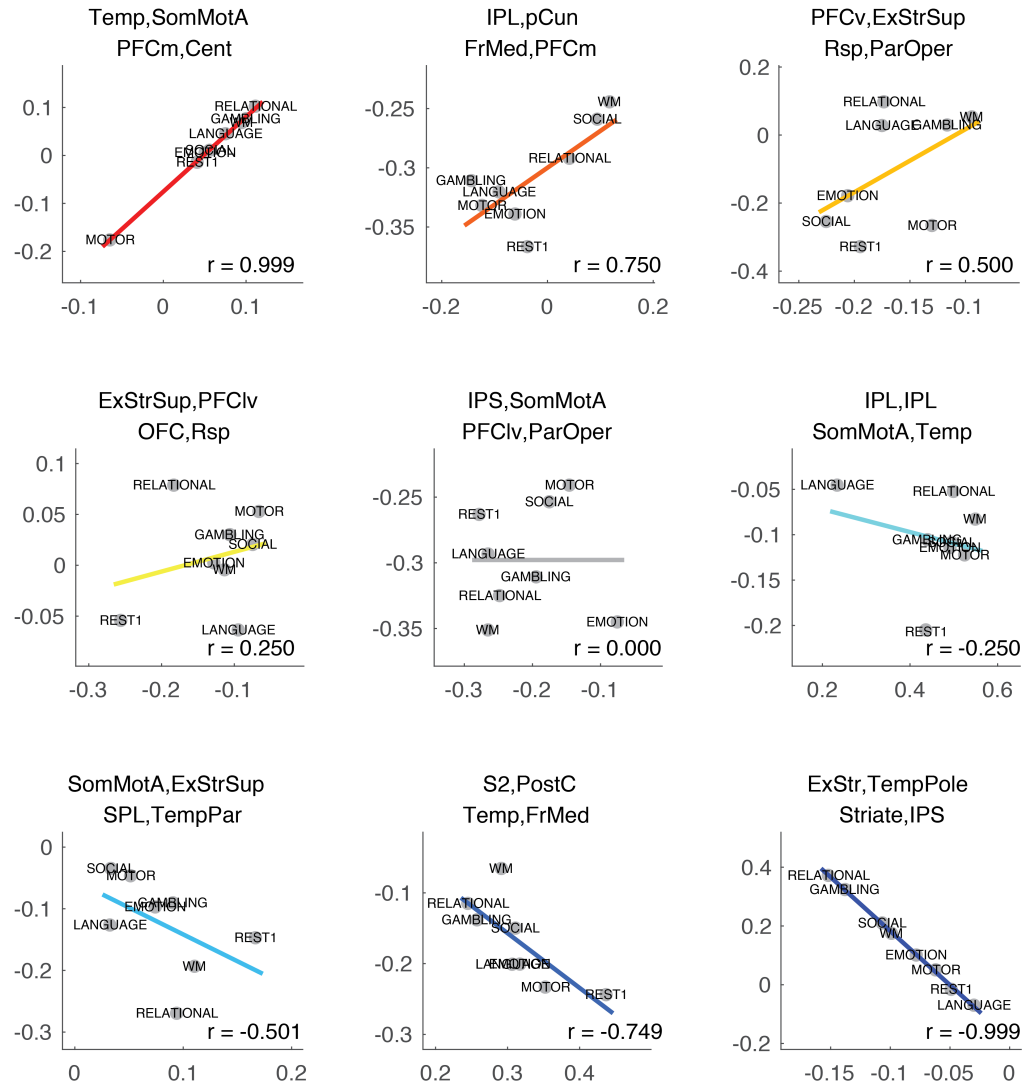 Temp,SomMotA
PFCm,Cent
0.1
0
-0.1
-0.2
RELATIONAL
GAMBLING
WM
LANGUAGE
SOCIAL
EMOTION
REST1
MOTOR
r = 0.999
-0.1
0
0.1
IPL,pCun
FrMed,PFCm
-0.25
-0.3
-0.35
WM
SOCIAL
RELATIONAL
GAMBLING
LANGUAGE
MOTOR
EMOTION
REST1
r = 0.750
-0.2
0
0.2
PFCv,ExStrSup
Rsp,ParOper
0.2
0
-0.2
-0.4
RELATIONAL
WM
LANGUAGE
GAMBLING
EMOTION
SOCIAL
MOTOR
REST1
r = 0.500
-0.25
-0.2
-0.15
-0.1
ExStrSup,PFClv
OFC,Rsp
0.1
0.05
0
-0.05
RELATIONAL
MOTOR
GAMBLING
SOCIAL
EMOTION
WM
REST1
LANGUAGE
r = 0.250
-0.3
-0.2
-0.1
IPS,SomMotA
PFClv,ParOper
-0.25
-0.3
-0.35
MOTOR
SOCIAL
REST1
LANGUAGE
GAMBLING
RELATIONAL
EMOTION
WM
r = 0.000
-0.3
-0.2
-0.1
IPL,IPL
SomMotA,Temp
-0.05
-0.1
-0.15
-0.2
LANGUAGE
RELATIONAL
WM
GAMBLING
SOCIAL
EMOTION
MOTOR
REST1
r = -0.250
0.2
0.4
0.6
SomMotA,ExStrSup
SPL,TempPar
0
-0.1
-0.2
-0.3
SOCIAL
MOTOR
GAMBLING
EMOTION
LANGUAGE
REST1
WM
RELATIONAL
r = -0.501
0
0.1
0.2
S2,PostC
Temp,FrMed
-0.1
-0.2
-0.3
WM
RELATIONAL
GAMBLING
SOCIAL
LANGUAGE
EMOTION
MOTOR
REST1
r = -0.749
0.2
0.3
0.4
ExStr,TempPole
Striate,IPS
0.4
0.2
0
-0.2
RELATIONAL
GAMBLING
SOCIAL
WM
EMOTION
MOTOR
REST1
LANGUAGE
r = -0.999
-0.15
-0.1
-0.05
0